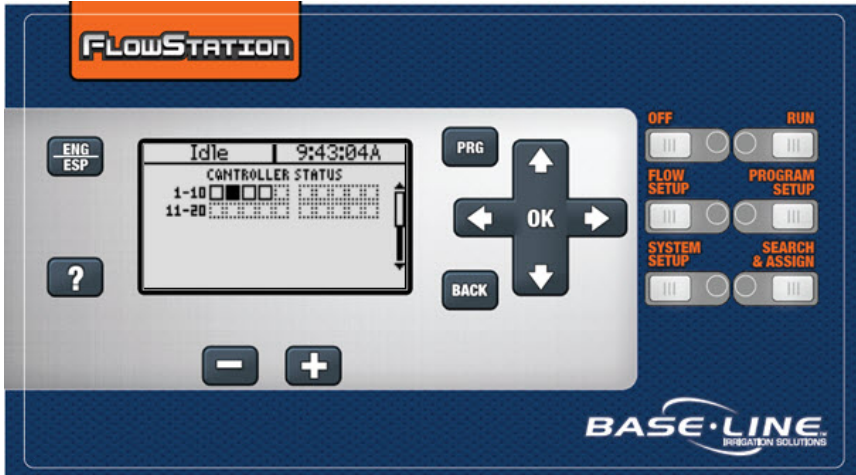 FLOWSTATION
ENG
ESP
Idle 9:43:04A
CONTROLLER STATUS
1-10
11-20
?
PRG
OK
BACK
OFF RUN
FLOW SETUP
PROGRAM SETUP
SYSTEM SETUP
SEARCH & ASSIGN
BASE·LINE
IRRIGATION SOLUTIONS